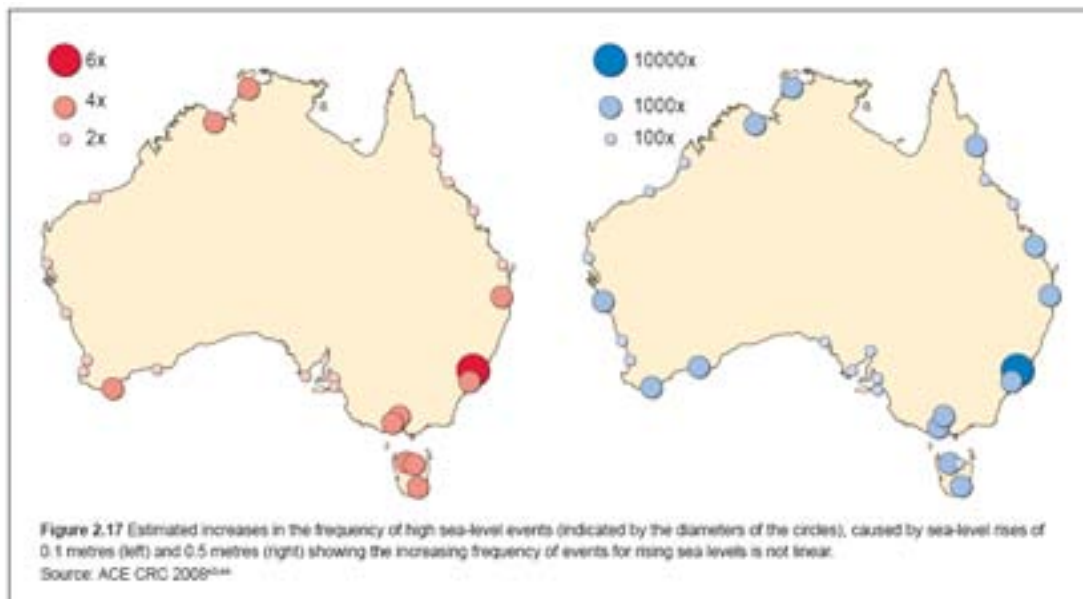 6x
4x
2x
10000x
1000x
100x
Figure 2.17 Estimated increases in the frequency of high sea-level events (indicated by the diameters of the circles), caused by sea-level rises of
0.1 metres (left) and 0.5 metres (right) showing the increasing frequency of events for rising sea levels is not linear.
Source: ACE CRC 2008